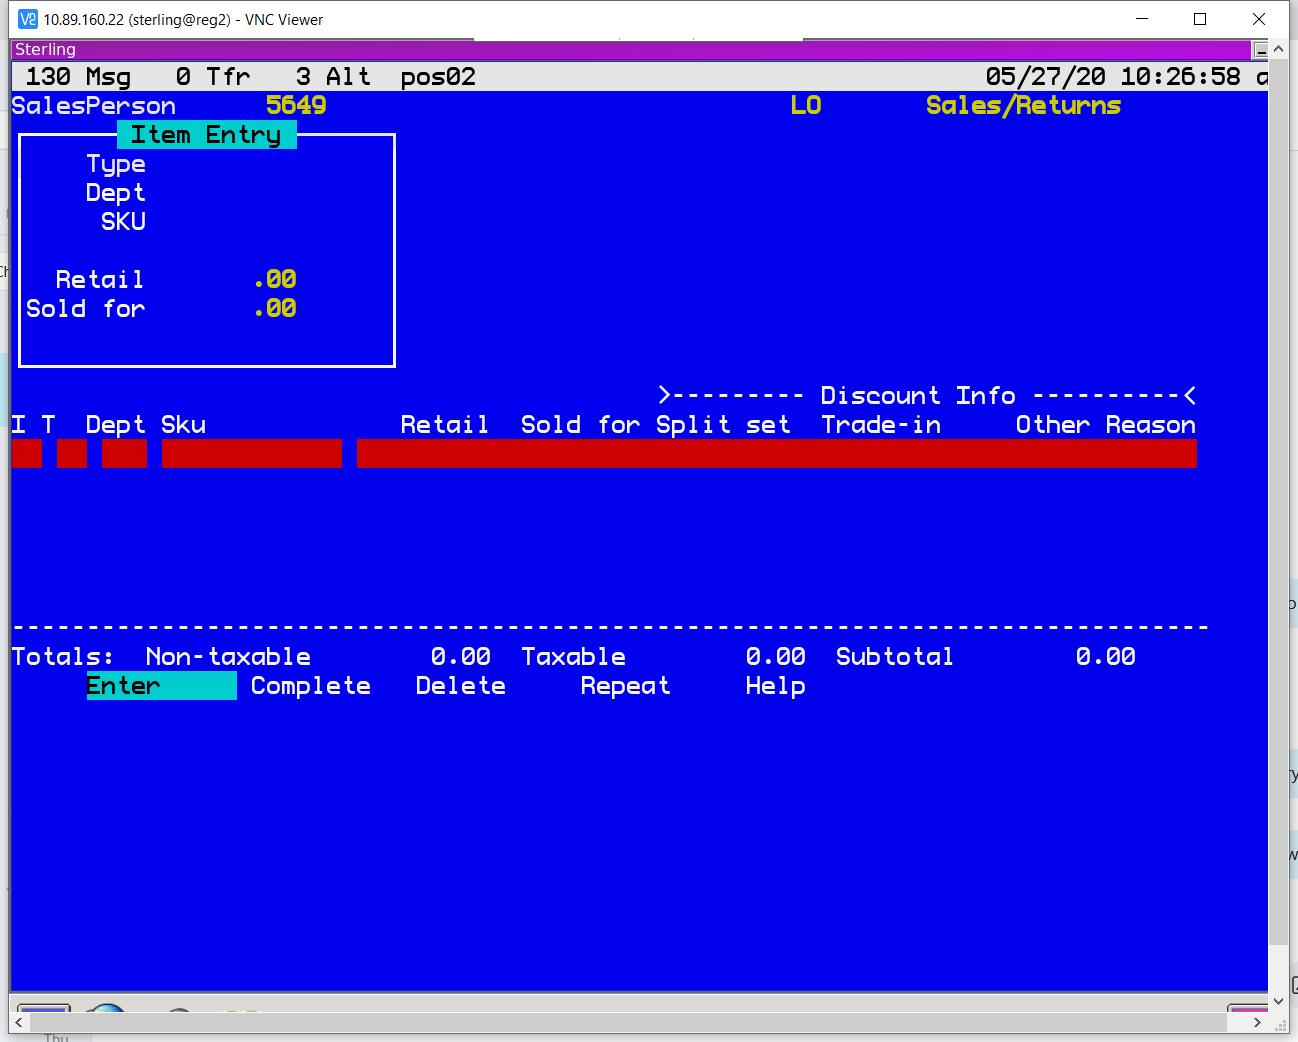 10.89.160.22 (sterling@reg2) - VNC Viewer
Sterling
130 Msg 0 Tfr 3 Alt pos02 05/27/20 10:26:58 a
SalesPerson 5649 LO Sales/Returns
Item Entry
Type
Dept
SKU
Retail .00
Sold for .00
>--------- Discount Info ----------<
I T Dept Sku Retail Sold for Split set Trade-in Other Reason
--------------------------------------------------------------------------------
Totals: Non-taxable 0.00 Taxable 0.00 Subtotal 0.00
Enter Complete Delete Repeat Help
Thu